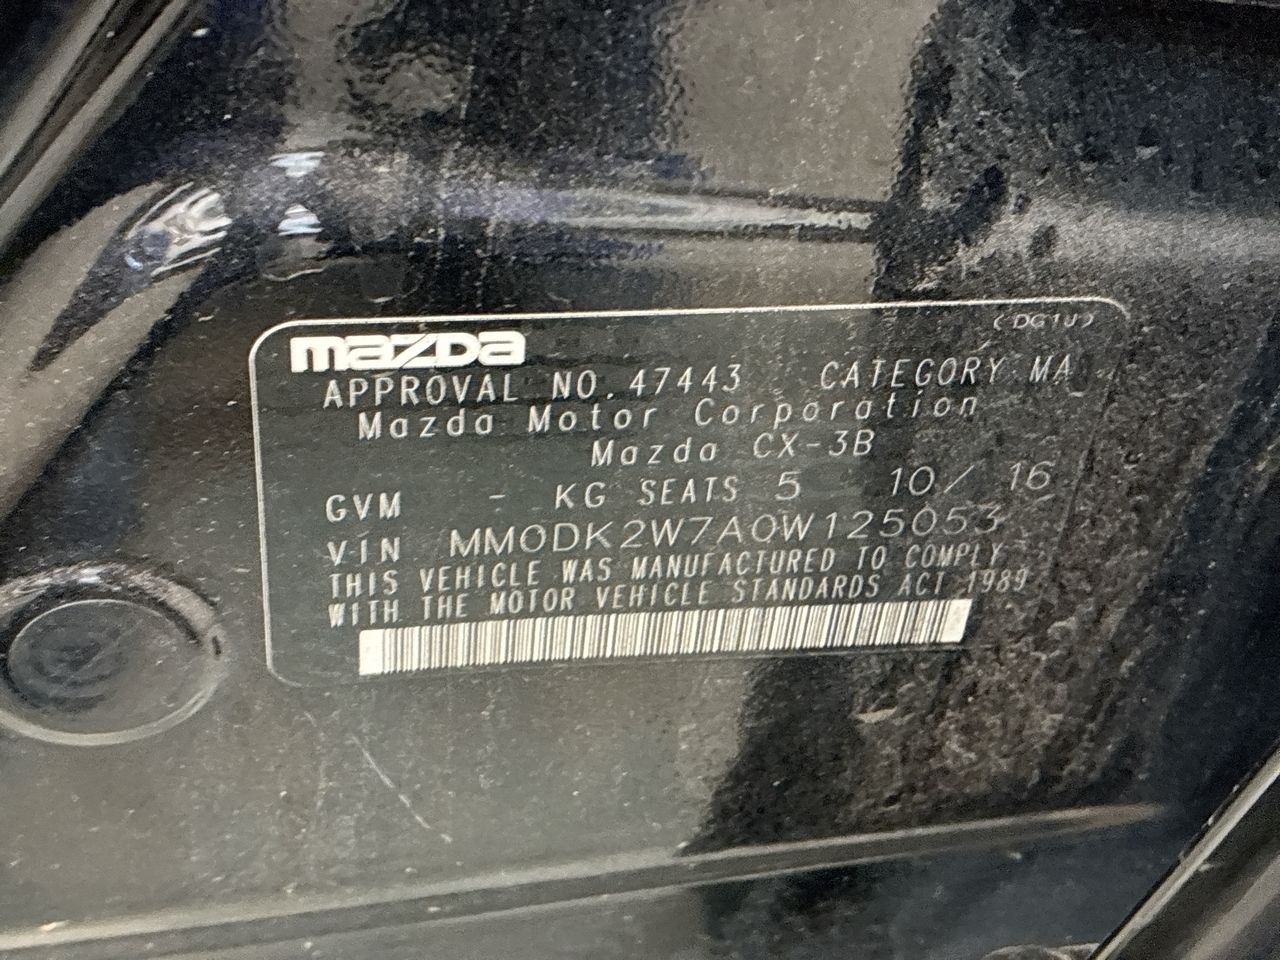 (DG1J)
mazda
APPROVAL NO. 47443 CATEGORY MA
Mazda Motor Corporation
Mazda CX-3B
GVM - KG SEATS 5 10/ 16
VIN MM0DK2W7A0W125053
THIS VEHICLE WAS MANUFACTURED TO COMPLY
WITH THE MOTOR VEHICLE STANDARDS ACT 1989